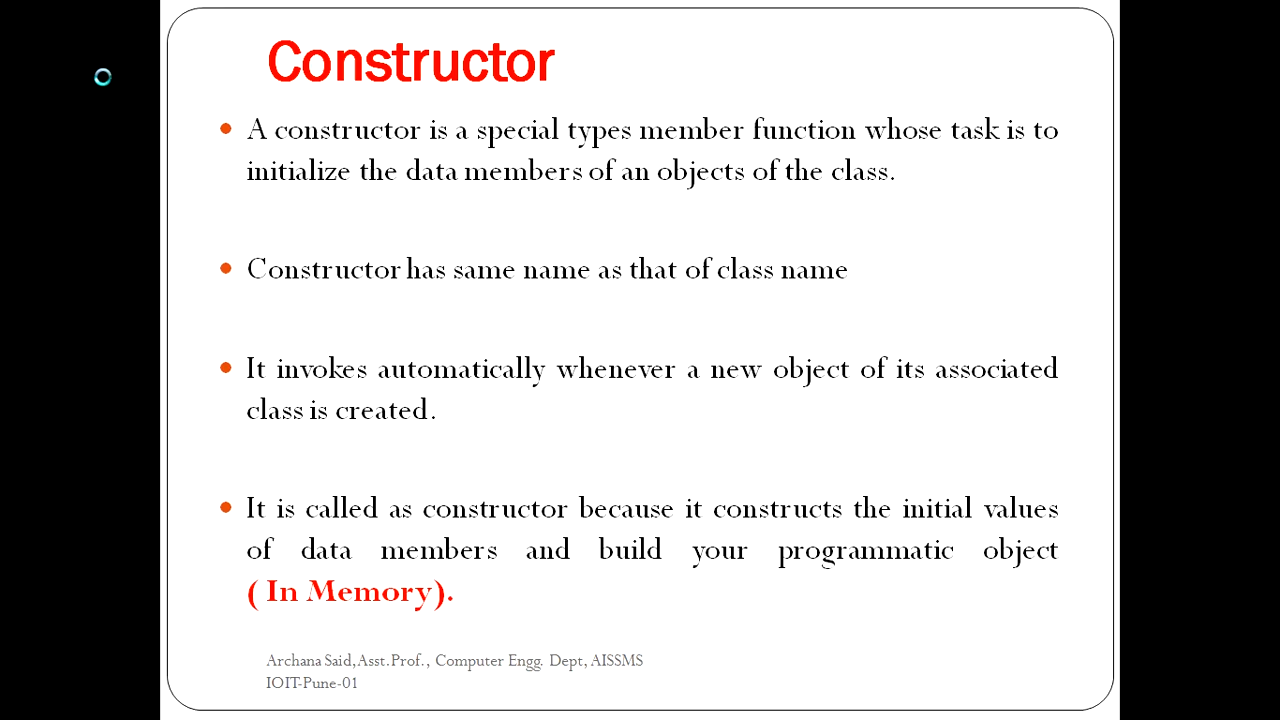 Constructor
• A constructor is a special types member function whose task is to
initialize the data members of an objects of the class.
• Constructor has same name as that of class name
• It invokes automatically whenever a new object of its associated
class is created.
• It is called as constructor because it constructs the initial values
of data members and build your programmatic object
( In Memory).
Archana Said, Asst. Prof. , Computer Engg. Dept, AISSMS
IOIT-Pune-01